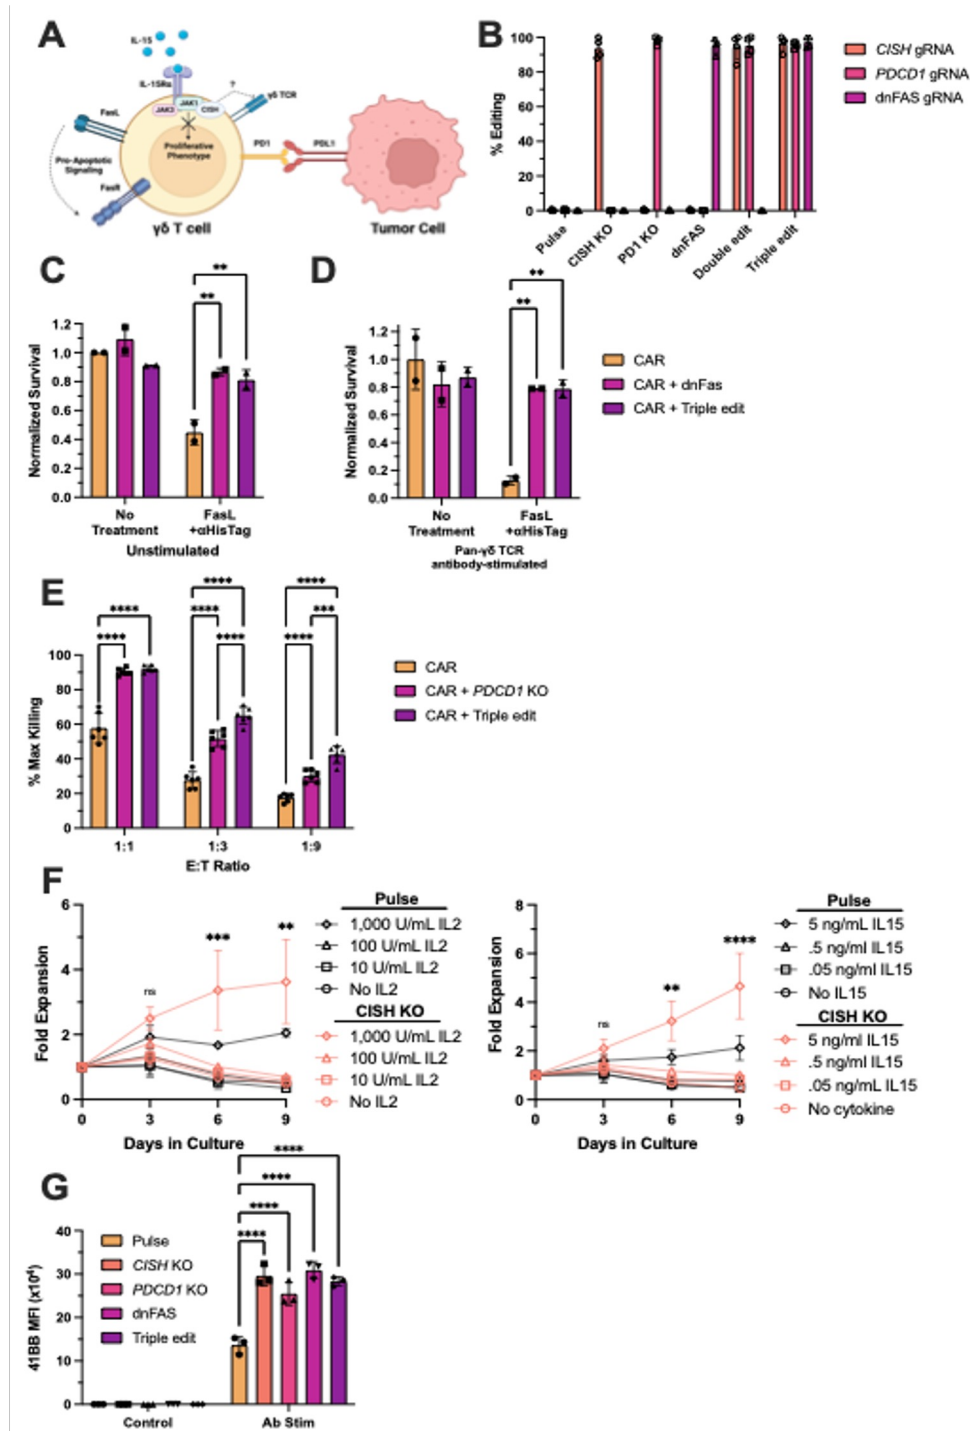 A
IL-15
IL-15Rα
JAK1
JAK3
CISH
?
γδ TCR
FasL
Proliferative
Phenotype
PD1
PDL1
Pro-Apoptotic
Signaling
FasR
γδ T cell
Tumor Cell
B
% Editing
100
80
60
40
20
0
Pulse
CISH KO
PD1 KO
dnFAS
Double edit
Triple edit
CISH gRNA
PDCD1 gRNA
dnFAS gRNA
C
Normalized Survival
1.2
1.0
0.8
0.6
0.4
0.2
0.0
**
**
No
Treatment
FasL
+αHisTag
Unstimulated
D
Normalized Survival
1.2
1.0
0.8
0.6
0.4
0.2
0.0
**
**
No
Treatment
FasL
+αHisTag
Pan-γδ TCR
antibody-stimulated
CAR
CAR + dnFas
CAR + Triple edit
E
% Max Killing
100
80
60
40
20
0
****
****
****
****
****
****
***
****
1:1
1:3
1:9
E:T Ratio
CAR
CAR + PDCD1 KO
CAR + Triple edit
F
Fold Expansion
6
4
2
0
ns
***
**
0
3
6
9
Days in Culture
Pulse
1,000 U/mL IL2
100 U/mL IL2
10 U/mL IL2
No IL2
CISH KO
1,000 U/mL IL2
100 U/mL IL2
10 U/mL IL2
No IL2
Fold Expansion
8
6
4
2
0
ns
**
****
0
3
6
9
Days in Culture
Pulse
5 ng/mL IL15
.5 ng/ml IL15
.05 ng/ml IL15
No IL15
CISH KO
5 ng/ml IL15
.5 ng/ml IL15
.05 ng/mL IL15
No cytokine
G
41BB MFI (x10⁴)
40
30
20
10
0
****
****
****
****
Pulse
CISH KO
PDCD1 KO
dnFAS
Triple edit
Control
Ab Stim